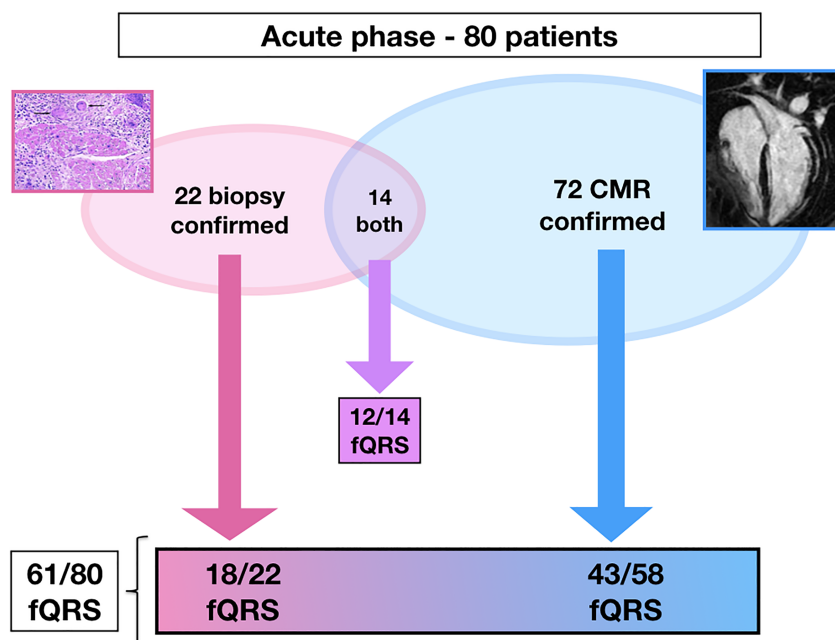 Acute phase - 80 patients
22 biopsy
confirmed
14
both
72 CMR
confirmed
12/14
fQRS
61/80
fQRS
18/22
fQRS
43/58
fQRS